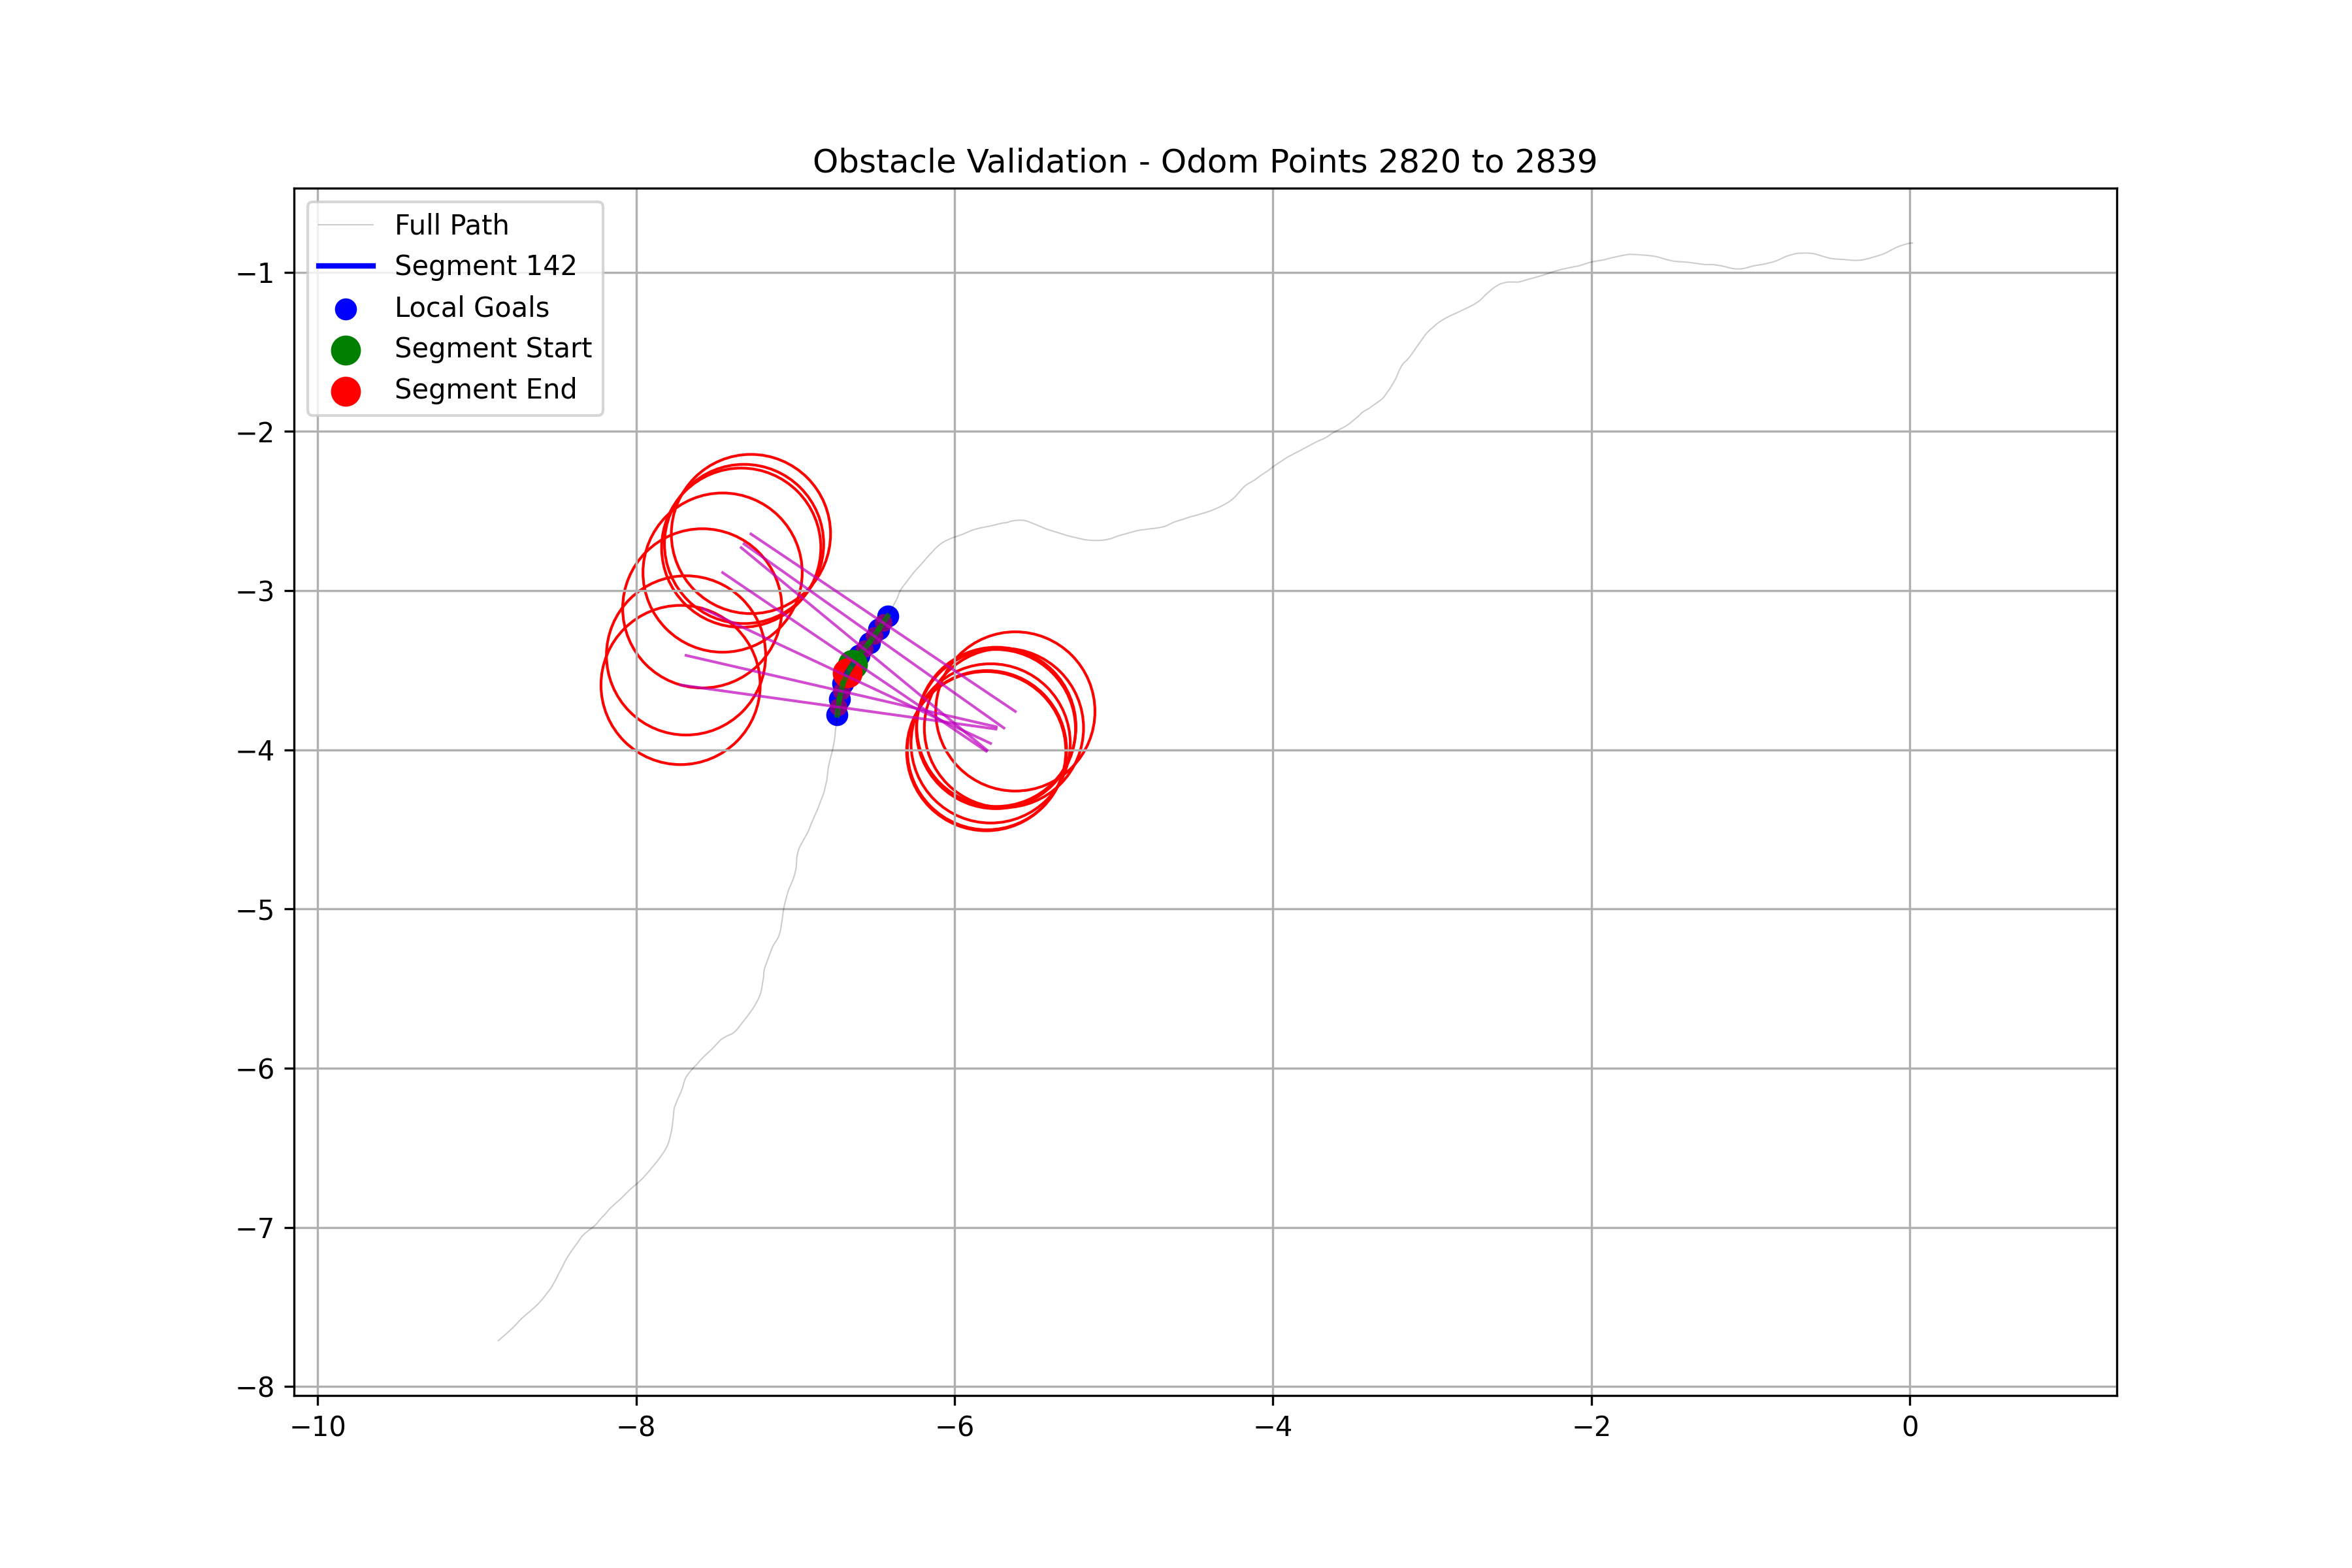 Obstacle Validation - Odom Points 2820 to 2839
Full Path
Segment 142
Local Goals
Segment Start
Segment End
−1
−2
−3
−4
−5
−6
−7
−8
−10
−8
−6
−4
−2
0